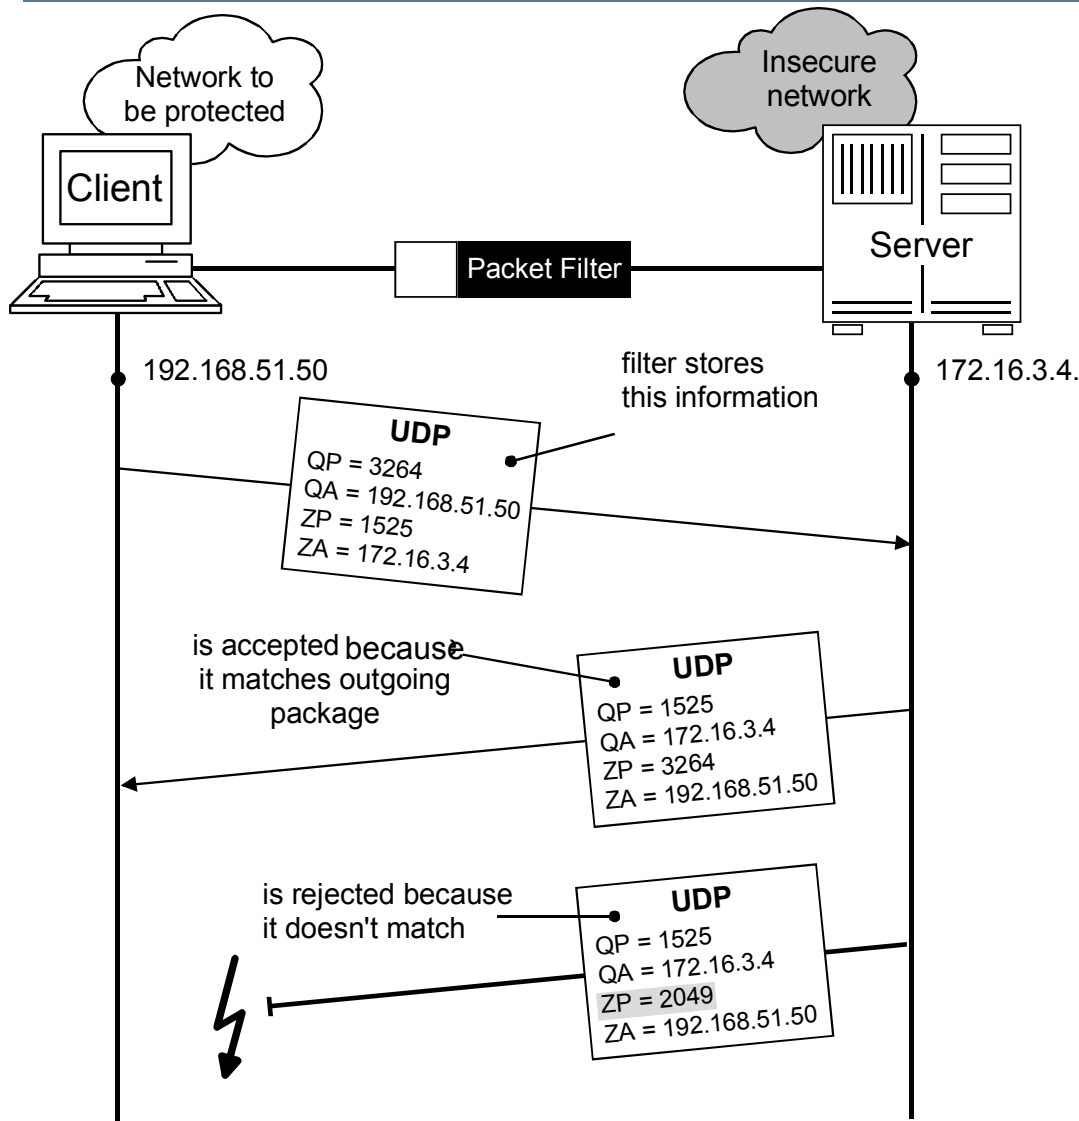 Network to
be protected
Insecure
network
Client
Packet Filter
Server
192.168.51.50
172.16.3.4.
filter stores
this information
UDP
QP = 3264
QA = 192.168.51.50
ZP = 1525
ZA = 172.16.3.4
is accepted because
it matches outgoing
package
UDP
QP = 1525
QA = 172.16.3.4
ZP = 3264
ZA = 192.168.51.50
is rejected because
it doesn't match
UDP
QP = 1525
QA = 172.16.3.4
ZP = 2049
ZA = 192.168.51.50